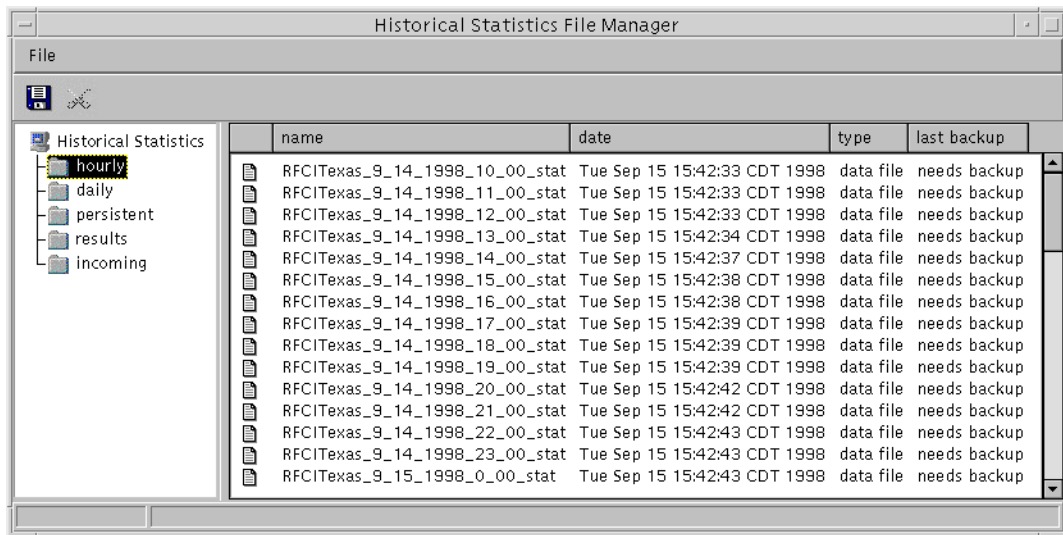 Historical Statistics File Manager
File
Historical Statistics
hourly
daily
persistent
results
incoming
name date type last backup
RFCITexas_9_14_1998_10_00_stat Tue Sep 15 15:42:33 CDT 1998 data file needs backup
RFCITexas_9_14_1998_11_00_stat Tue Sep 15 15:42:33 CDT 1998 data file needs backup
RFCITexas_9_14_1998_12_00_stat Tue Sep 15 15:42:33 CDT 1998 data file needs backup
RFCITexas_9_14_1998_13_00_stat Tue Sep 15 15:42:34 CDT 1998 data file needs backup
RFCITexas_9_14_1998_14_00_stat Tue Sep 15 15:42:37 CDT 1998 data file needs backup
RFCITexas_9_14_1998_15_00_stat Tue Sep 15 15:42:38 CDT 1998 data file needs backup
RFCITexas_9_14_1998_16_00_stat Tue Sep 15 15:42:38 CDT 1998 data file needs backup
RFCITexas_9_14_1998_17_00_stat Tue Sep 15 15:42:39 CDT 1998 data file needs backup
RFCITexas_9_14_1998_18_00_stat Tue Sep 15 15:42:39 CDT 1998 data file needs backup
RFCITexas_9_14_1998_19_00_stat Tue Sep 15 15:42:39 CDT 1998 data file needs backup
RFCITexas_9_14_1998_20_00_stat Tue Sep 15 15:42:42 CDT 1998 data file needs backup
RFCITexas_9_14_1998_21_00_stat Tue Sep 15 15:42:42 CDT 1998 data file needs backup
RFCITexas_9_14_1998_22_00_stat Tue Sep 15 15:42:43 CDT 1998 data file needs backup
RFCITexas_9_14_1998_23_00_stat Tue Sep 15 15:42:43 CDT 1998 data file needs backup
RFCITexas_9_15_1998_0_00_stat Tue Sep 15 15:42:43 CDT 1998 data file needs backup